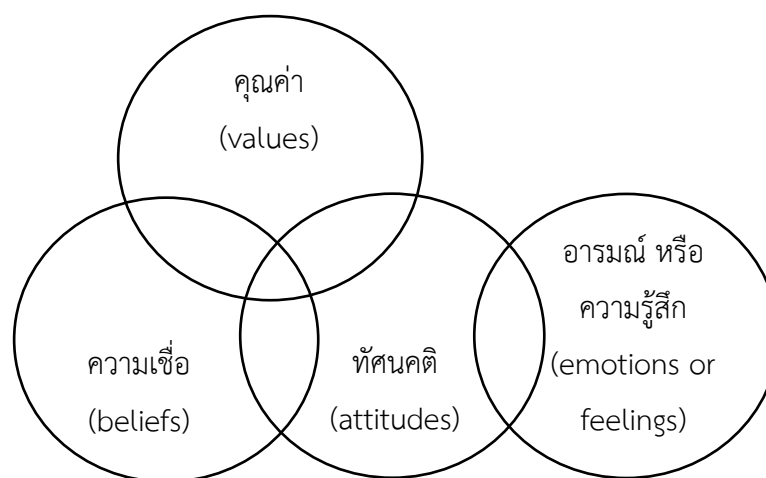 คุณค่า
(values)
ความเชื่อ
(beliefs)
ทัศนคติ
(attitudes)
อารมณ์ หรือ
ความรู้สึก
(emotions or
feelings)